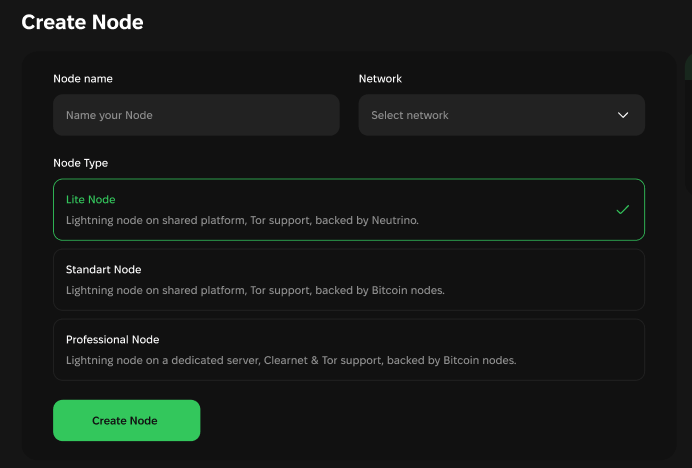 Create Node
Node name
Network
Name your Node
Select network
Node Type
Lite Node
Lightning node on shared platform, Tor support, backed by Neutrino.
Standart Node
Lightning node on shared platform, Tor support, backed by Bitcoin nodes.
Professional Node
Lightning node on a dedicated server, Clearnet & Tor support, backed by Bitcoin nodes.
Create Node